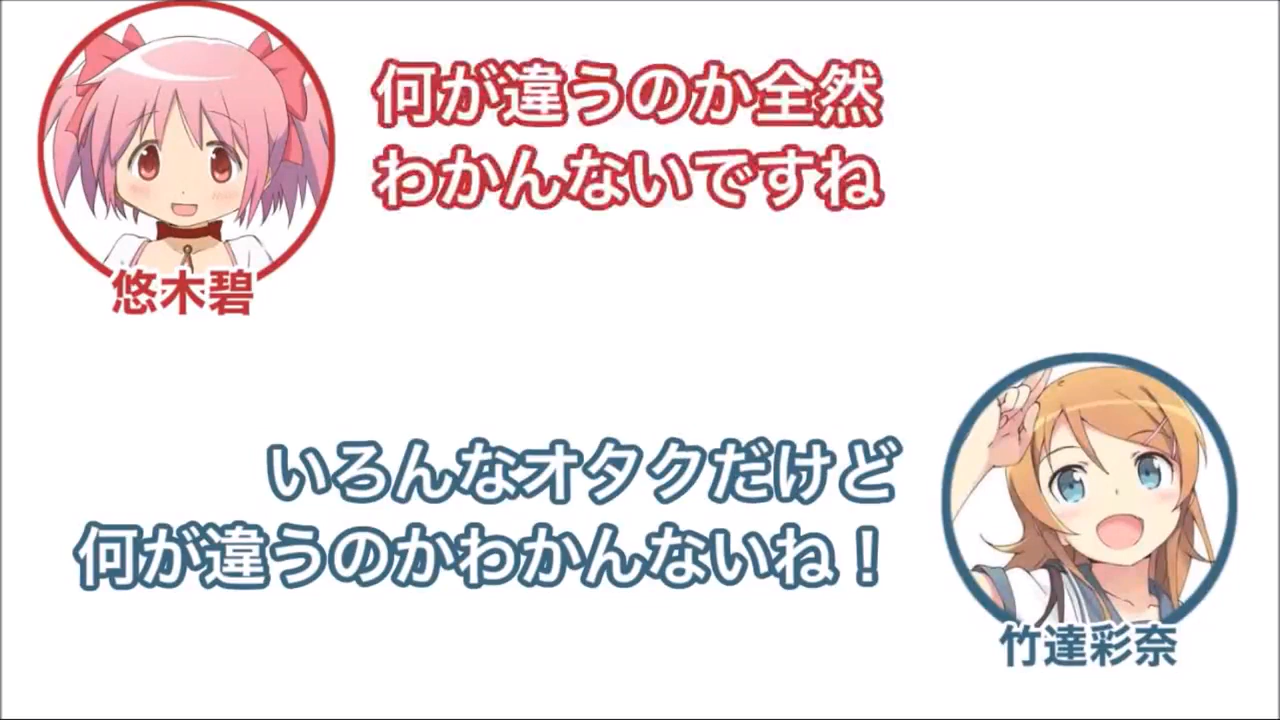 何が違うのか全然
わかんないですね
悠木碧
いろんなオタクだけど
何が違うのかわかんないね！
竹達彩奈